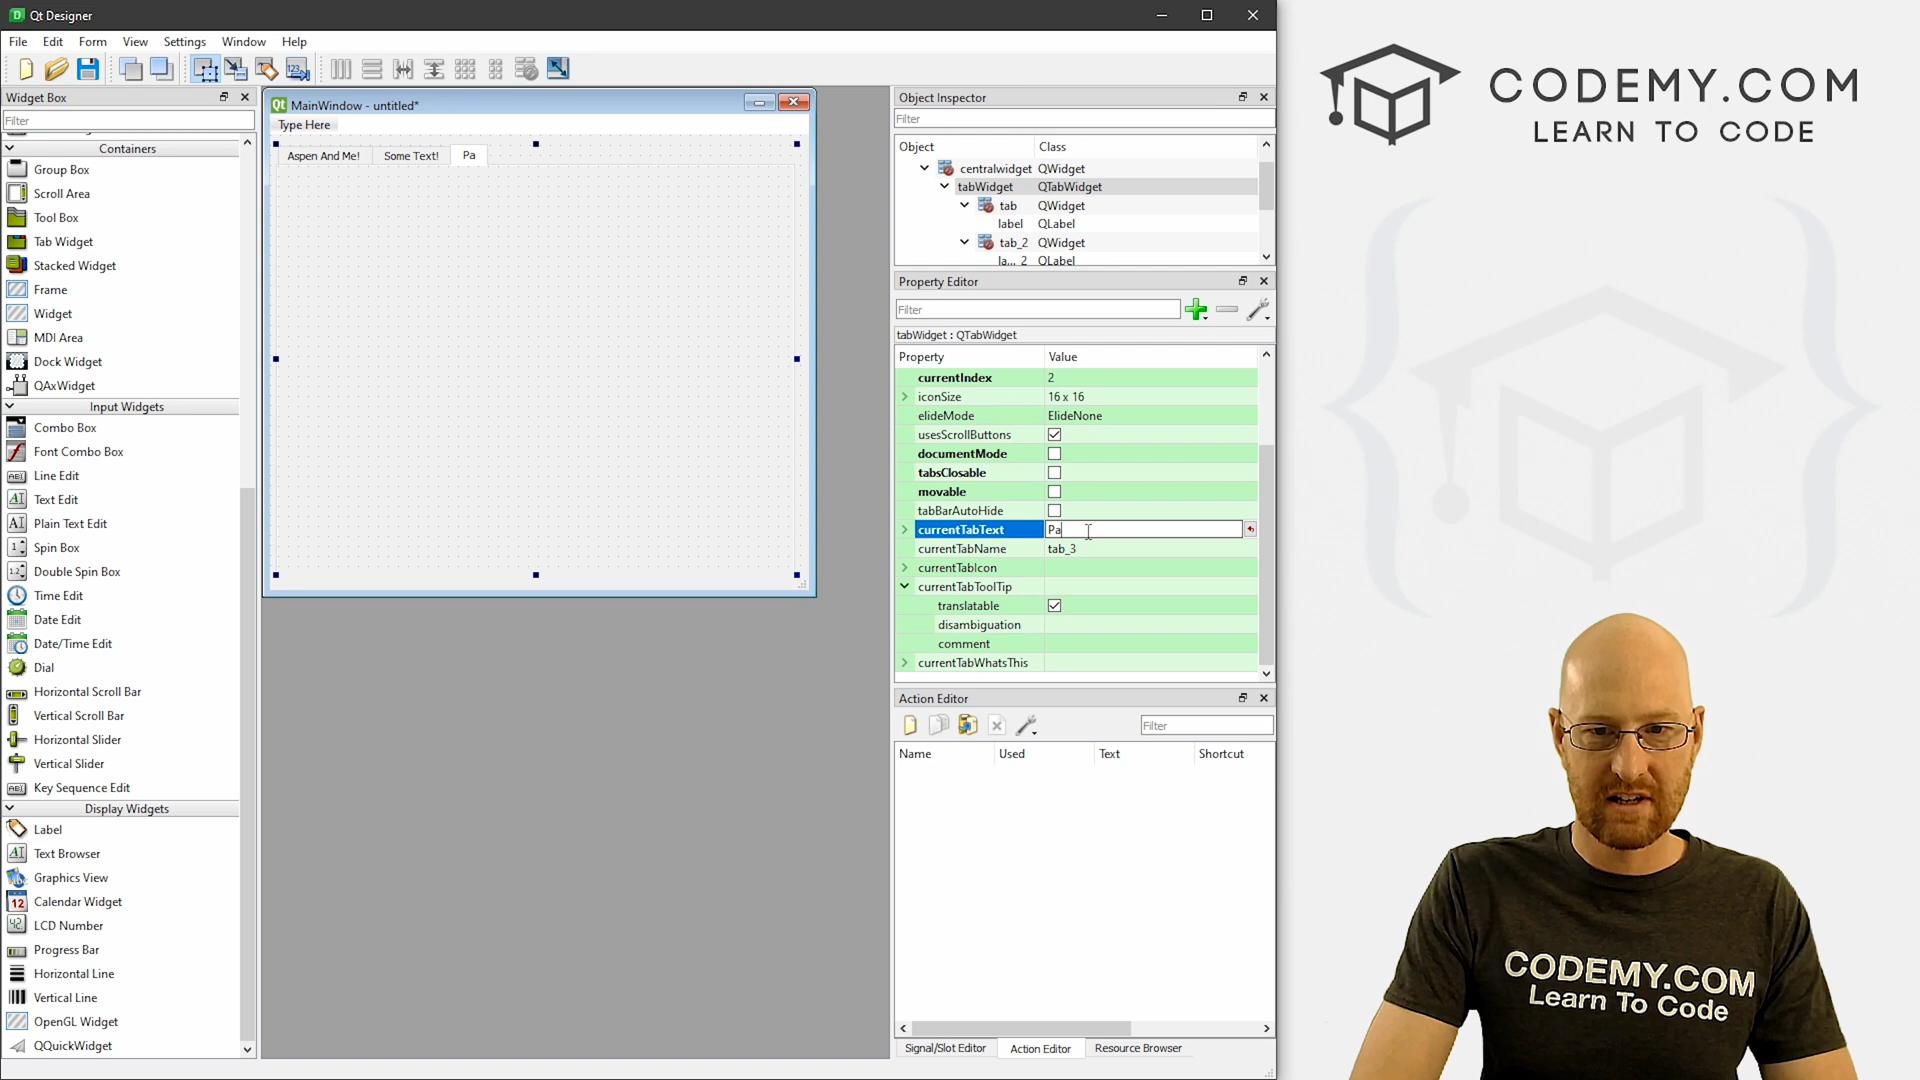 Qt Designer
File Edit Form View Settings Window Help
Widget Box
Filter
Containers
Group Box
Scroll Area
Tool Box
Tab Widget
Stacked Widget
Frame
Widget
MDI Area
Dock Widget
QAxWidget
Input Widgets
Combo Box
Font Combo Box
Line Edit
Text Edit
Plain Text Edit
Spin Box
Double Spin Box
Time Edit
Date Edit
Date/Time Edit
Dial
Horizontal Scroll Bar
Vertical Scroll Bar
Horizontal Slider
Vertical Slider
Key Sequence Edit
Display Widgets
Label
Text Browser
Graphics View
Calendar Widget
LCD Number
Progress Bar
Horizontal Line
Vertical Line
OpenGL Widget
QQuickWidget
MainWindow - untitled*
Type Here
Aspen And Me! Some Text! Pa
Object Inspector
Filter
Object Class
centralwidget QWidget
tabWidget QTabWidget
tab QWidget
label QLabel
tab_2 QWidget
la... 2 QLabel
Property Editor
Filter
tabWidget : QTabWidget
Property Value
currentIndex 2
iconSize 16 x 16
elideMode ElideNone
usesScrollButtons
documentMode
tabsClosable
movable
tabBarAutoHide
currentTabText Pa
currentTabName tab_3
currentTabIcon
currentTabToolTip
translatable
disambiguation
comment
currentTabWhatsThis
Action Editor
Filter
Name Used Text Shortcut
Signal/Slot Editor Action Editor Resource Browser
CODEMY.COM
LEARN TO CODE
CODEMY.COM
Learn To Code